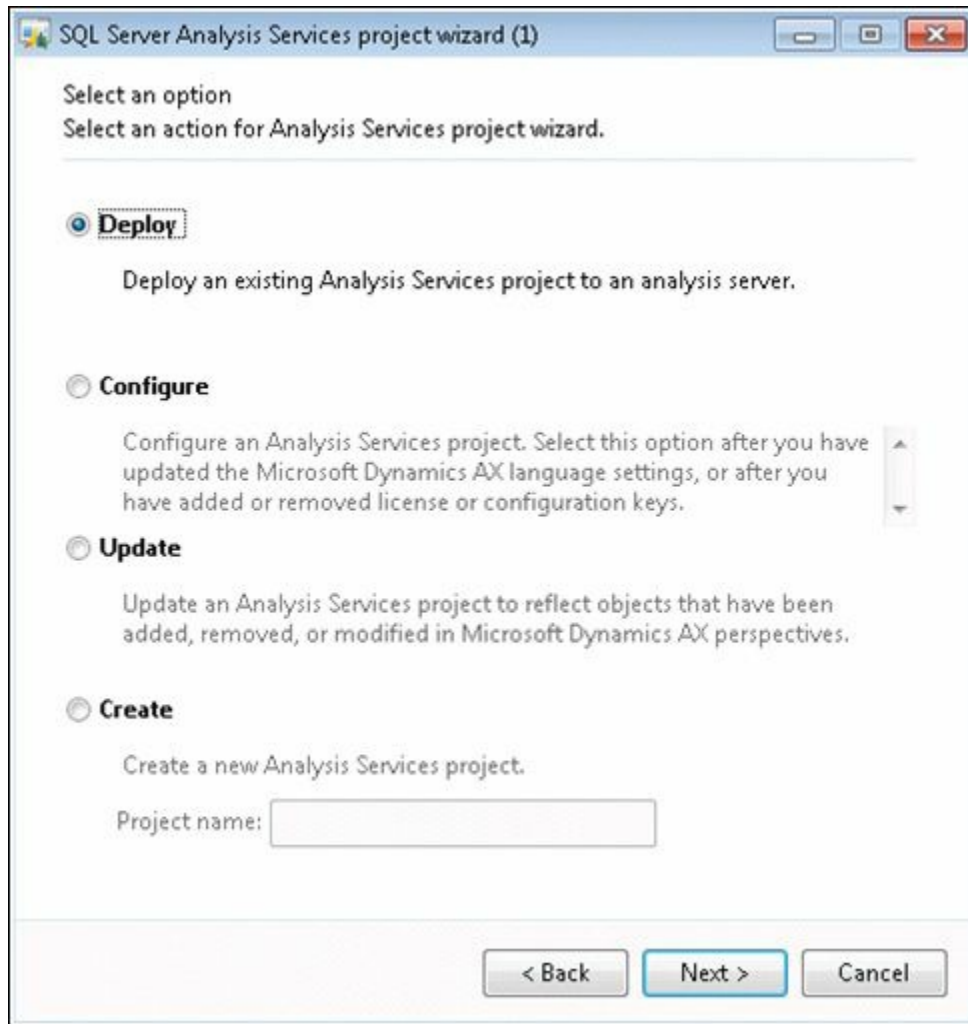 SQL Server Analysis Services project wizard (1)
Select an option
Select an action for Analysis Services project wizard.
Deploy
Deploy an existing Analysis Services project to an analysis server.
Configure
Configure an Analysis Services project. Select this option after you have
updated the Microsoft Dynamics AX language settings, or after you
have added or removed license or configuration keys.
Update
Update an Analysis Services project to reflect objects that have been
added, removed, or modified in Microsoft Dynamics AX perspectives.
Create
Create a new Analysis Services project.
Project name:
< Back Next > Cancel